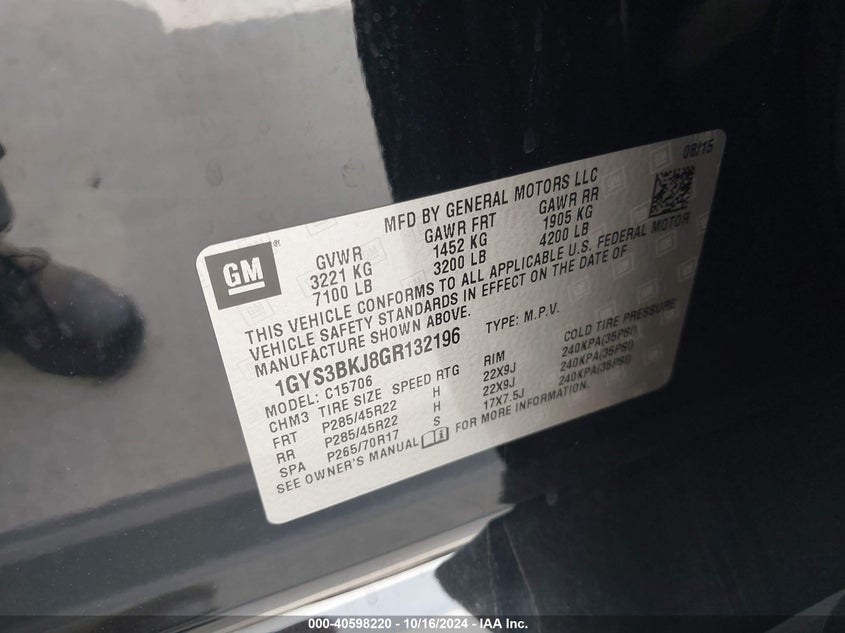 08/15
MFD BY GENERAL MOTORS LLC
GM®
GVWR GAWR FRT GAWR RR
3221 KG 1452 KG 1905 KG
7100 LB 3200 LB 4200 LB
THIS VEHICLE CONFORMS TO ALL APPLICABLE U.S. FEDERAL MOTOR
VEHICLE SAFETY STANDARDS IN EFFECT ON THE DATE OF
MANUFACTURE SHOWN ABOVE.
1GYS3BKJ8GR132196 TYPE: M.P.V.
MODEL: C15706
CHM3 TIRE SIZE SPEED RTG RIM COLD TIRE PRESSURE
FRT P285/45R22 H 22X9J 240KPA(35PSI)
RR P285/45R22 H 22X9J 240KPA(35PSI)
SPA P265/70R17 S 17X7.5J 240KPA(35PSI)
SEE OWNER'S MANUAL FOR MORE INFORMATION.
000-40598220 - 10/16/2024 - IAA Inc.